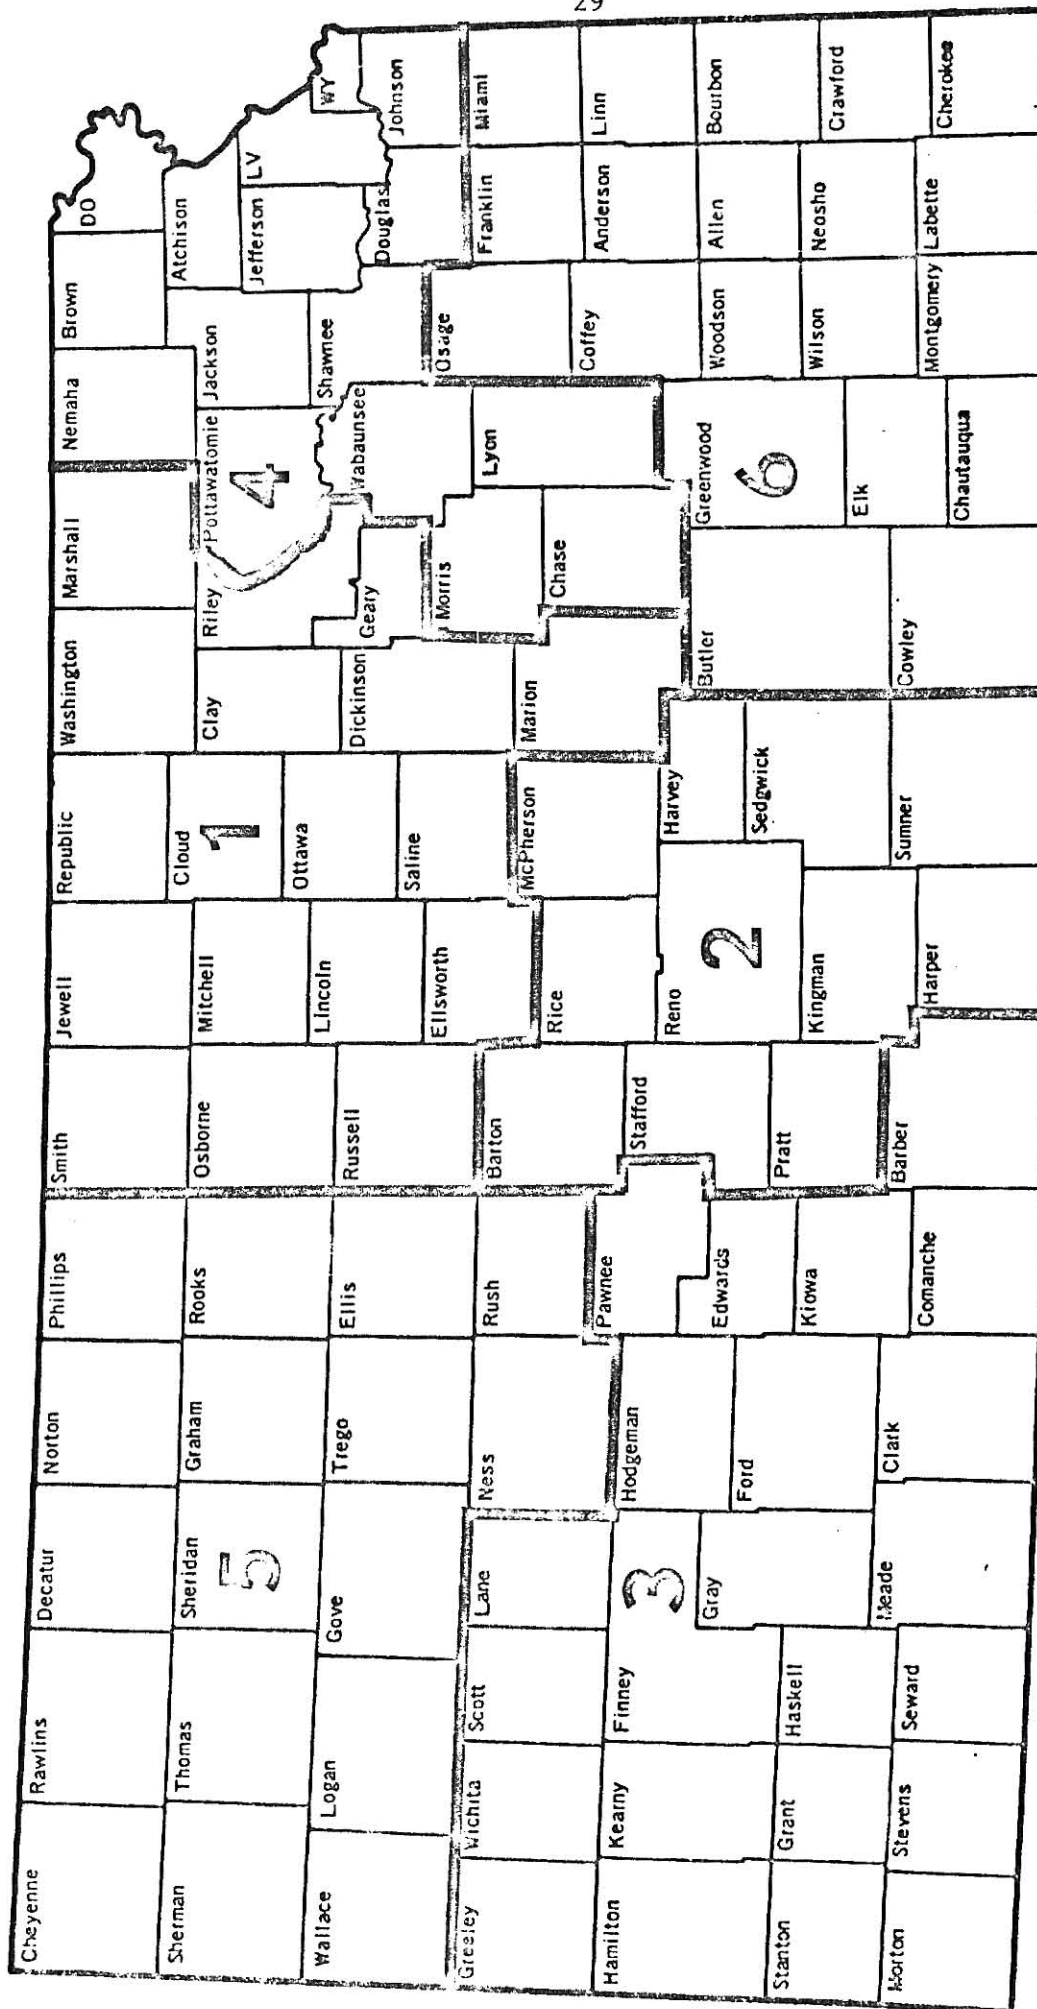 29
Cheyenne
Rawlins
Decatur
Norton
Phillips
Smith
Jewell
Republic
Washington
Marshall
Nemaha
Brown
DO
Sherman
Thomas
Sheridan
Graham
Rooks
Osborne
Mitchell
Cloud
Clay
Riley
Pottawatomie
Jackson
Atchison
5
1
4
Jefferson
LV
WY
Wallace
Logan
Gove
Trego
Ellis
Russell
Lincoln
Ottawa
Dickinson
Geary
Wabaunsee
Shawnee
Douglas
Johnson
Ellsworth
Saline
Morris
Osage
Greeley
Wichita
Scott
Lane
Ness
Rush
Barton
Rice
McPherson
Marion
Chase
Lyon
Coffey
Franklin
Miami
Anderson
Linn
Hamilton
Kearny
Finney
3
Hodgeman
Pawnee
Stafford
Reno
2
Harvey
Butler
Greenwood
6
Woodson
Allen
Bourbon
Gray
Ford
Edwards
Pratt
Kingman
Sedgwick
Elk
Wilson
Neosho
Crawford
Stanton
Grant
Haskell
Kiowa
Morton
Stevens
Seward
Meade
Clark
Comanche
Barber
Harper
Sumner
Cowley
Chautauqua
Montgomery
Labette
Cherokee